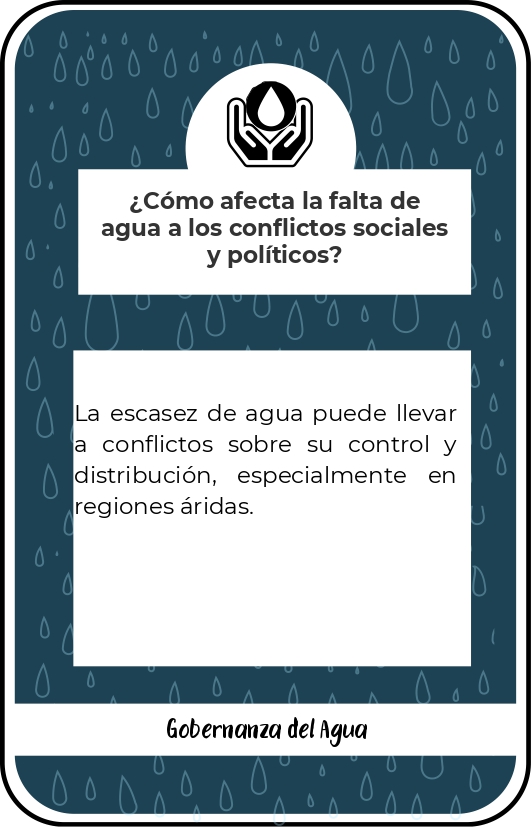 ¿Cómo afecta la falta de
agua a los conflictos sociales
y políticos?
La escasez de agua puede llevar
a conflictos sobre su control y
distribución, especialmente en
regiones áridas.
Gobernanza del Agua